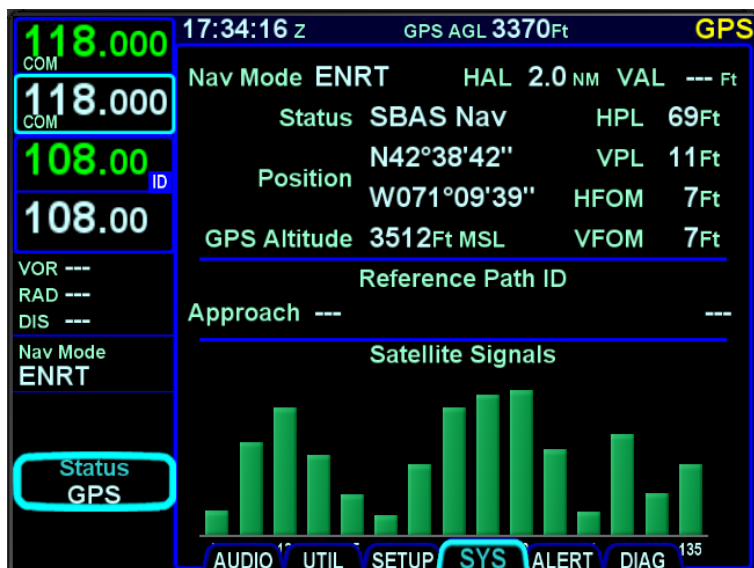 118.000
COM
118.000
COM
108.00 ID
108.00
VOR ---
RAD ---
DIS ---
Nav Mode
ENRT
Status
GPS
17:34:16 Z GPS AGL 3370Ft GPS
Nav Mode ENRT HAL 2.0 NM VAL --- Ft
Status SBAS Nav HPL 69Ft
Position N42°38'42" VPL 11Ft
W071°09'39" HFOM 7Ft
GPS Altitude 3512Ft MSL VFOM 7Ft
Reference Path ID
Approach --- ---
Satellite Signals
135
AUDIO UTIL SETUP SYS ALERT DIAG